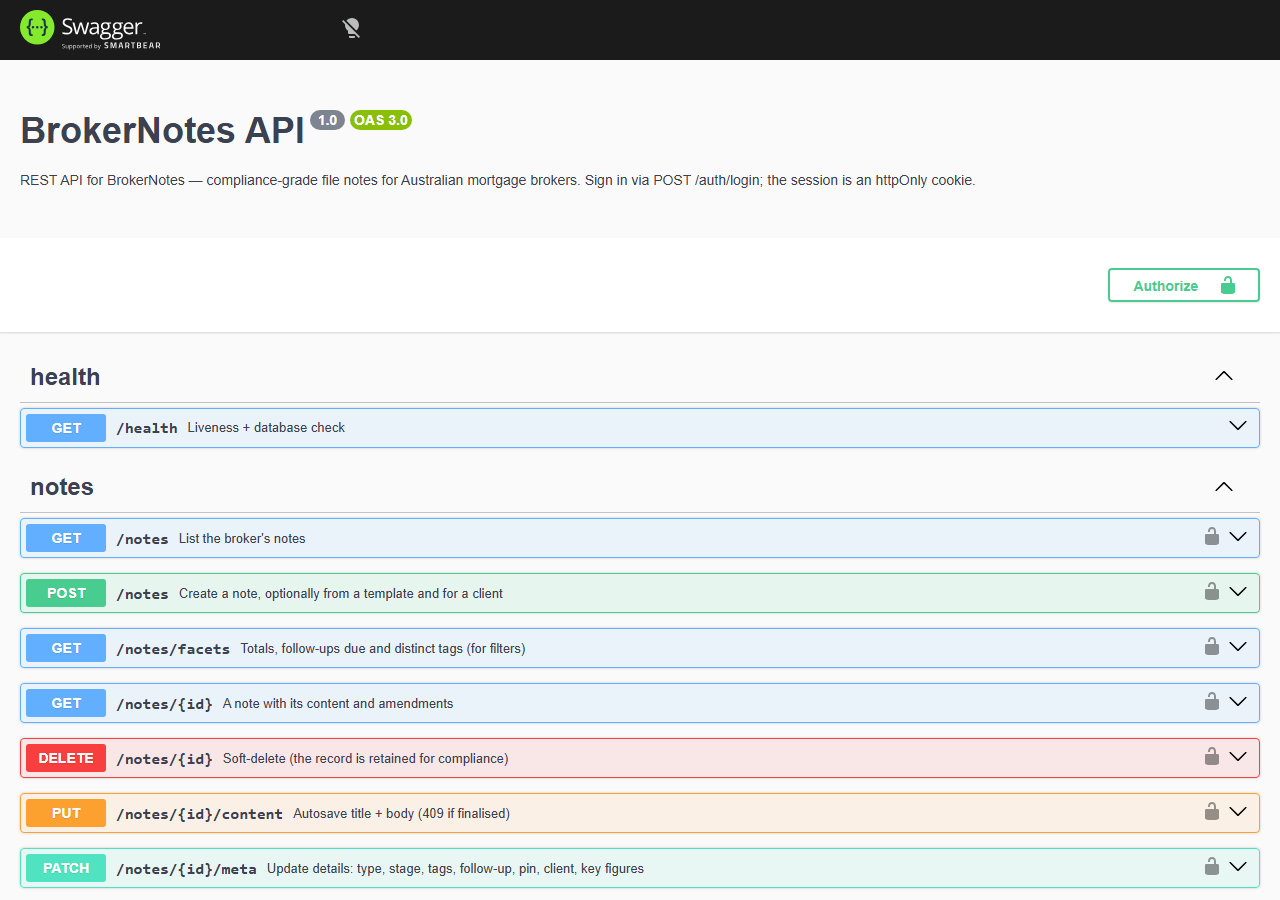 Swagger
Supported by SMARTBEAR
BrokerNotes API 1.0 OAS 3.0
REST API for BrokerNotes — compliance-grade file notes for Australian mortgage brokers. Sign in via POST /auth/login; the session is an httpOnly cookie.
Authorize
health
GET /health Liveness + database check
notes
GET /notes List the broker's notes
POST /notes Create a note, optionally from a template and for a client
GET /notes/facets Totals, follow-ups due and distinct tags (for filters)
GET /notes/{id} A note with its content and amendments
DELETE /notes/{id} Soft-delete (the record is retained for compliance)
PUT /notes/{id}/content Autosave title + body (409 if finalised)
PATCH /notes/{id}/meta Update details: type, stage, tags, follow-up, pin, client, key figures